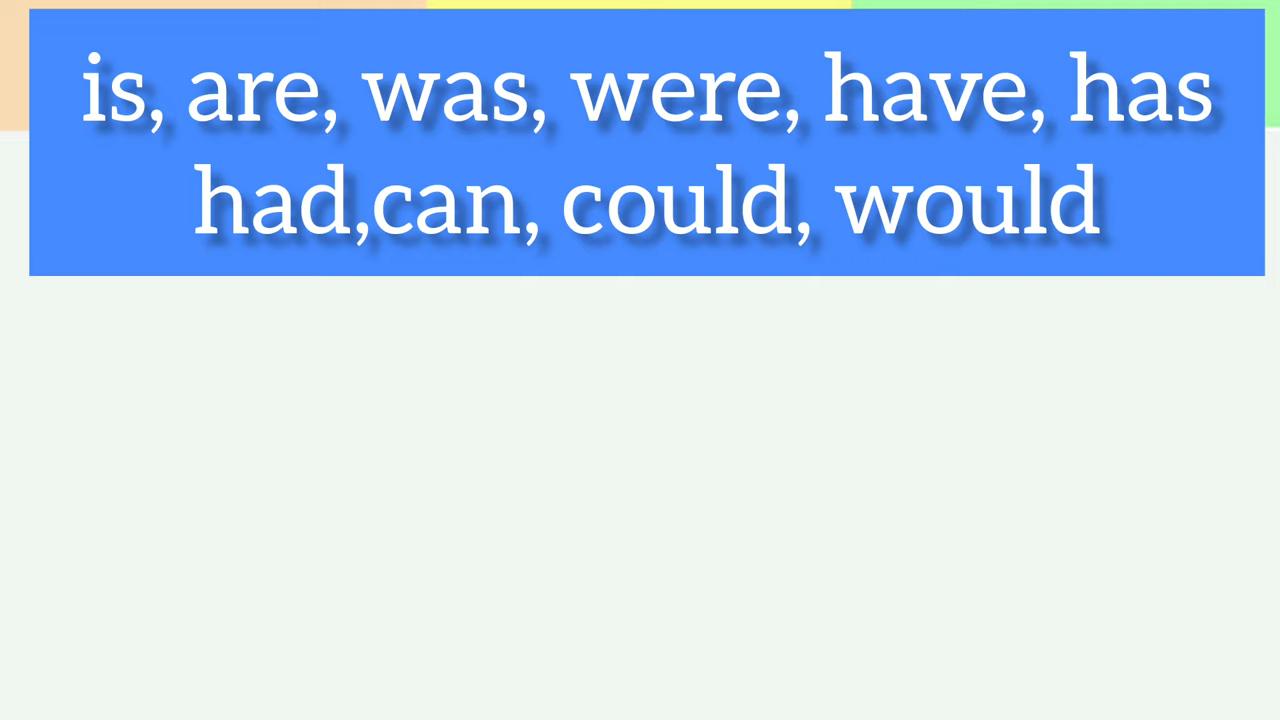 is, are, was, were, have, has
had,can, could, would